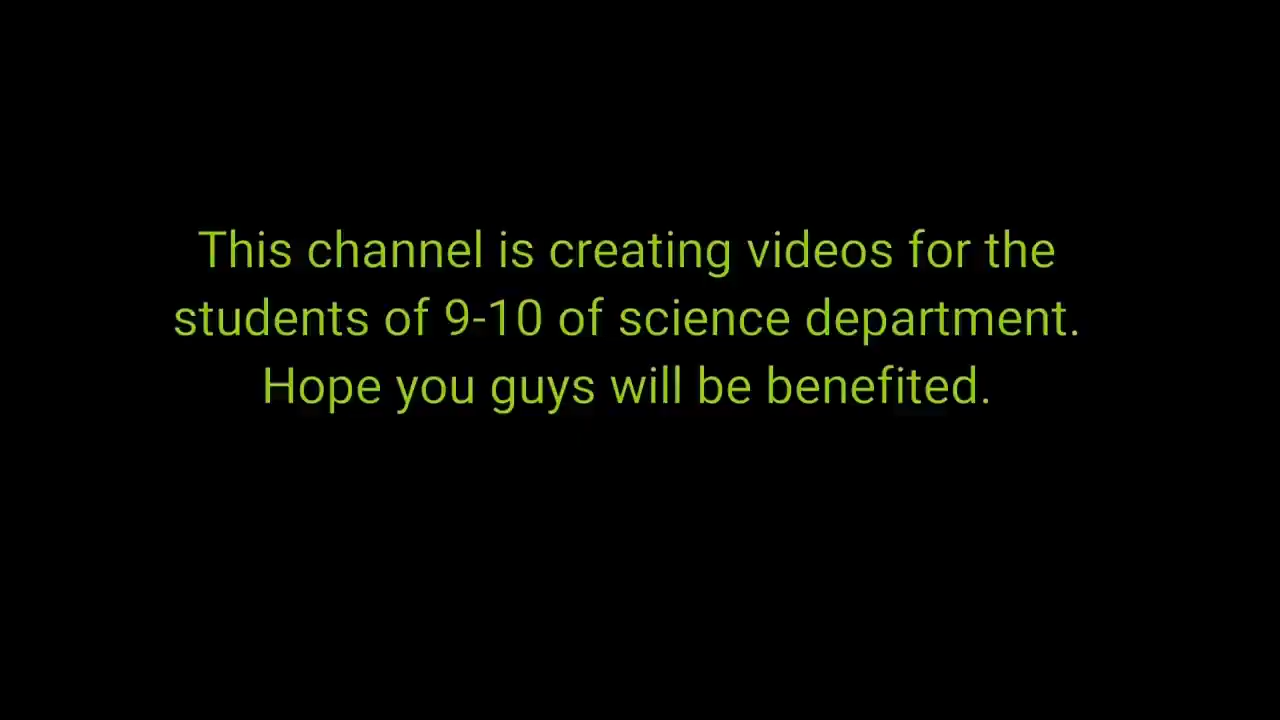 This channel is creating videos for the
students of 9-10 of science department.
Hope you guys will be benefited.